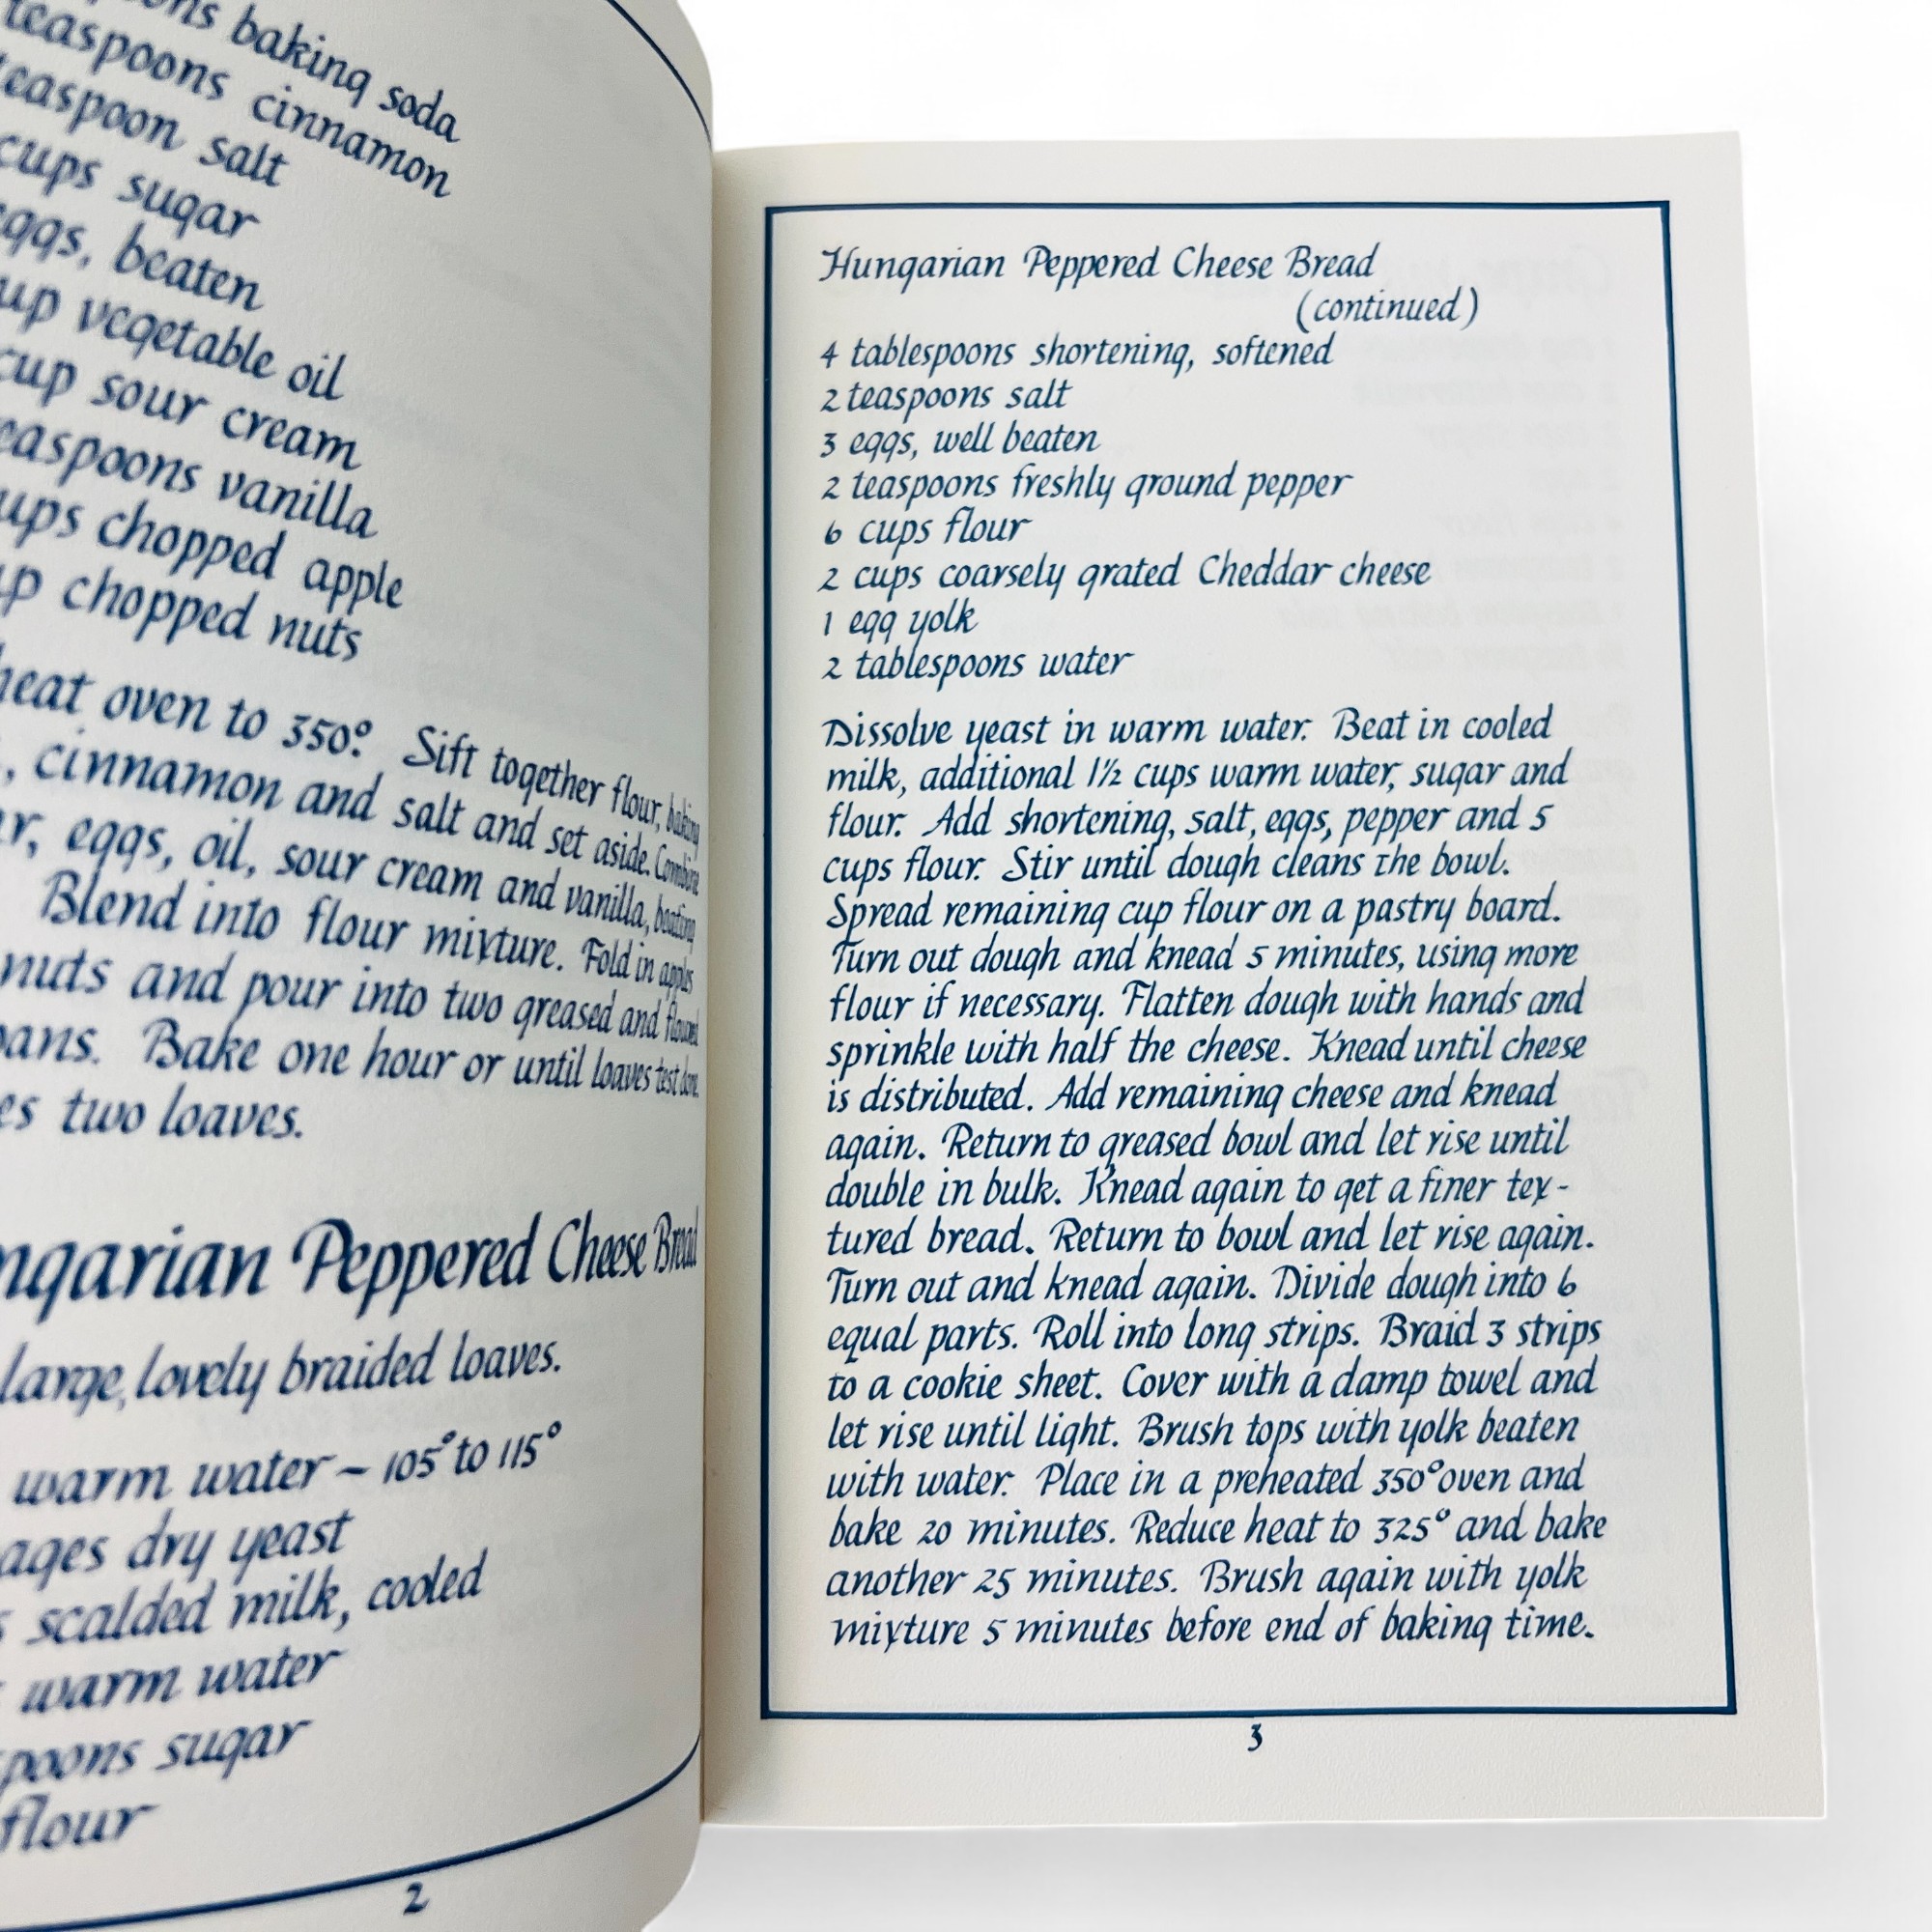 baking soda
teaspoons cinnamon
teaspoon salt
cups sugar
eggs, beaten
vegetable oil
cup sour cream
vanilla
chopped apple
chopped nuts
oven to 350°. Sift together flour, baking
, cinnamon and salt and set aside. Combine
eggs, oil, sour cream and vanilla, beating
Blend into flour mixture. Fold in apples
nuts and pour into two greased and floured
Bake one hour or until loaves test done.
two loaves.
Peppered Cheese Bread
large, lovely braided loaves.
warm water – 105° to 115°
dry yeast
scalded milk, cooled
warm water
sugar
flour
2
Hungarian Peppered Cheese Bread
(continued)
4 tablespoons shortening, softened
2 teaspoons salt
3 eggs, well beaten
2 teaspoons freshly ground pepper
6 cups flour
2 cups coarsely grated Cheddar cheese
1 egg yolk
2 tablespoons water
Dissolve yeast in warm water. Beat in cooled
milk, additional 1½ cups warm water, sugar and
flour. Add shortening, salt, eggs, pepper and 5
cups flour. Stir until dough cleans the bowl.
Spread remaining cup flour on a pastry board.
Turn out dough and knead 5 minutes, using more
flour if necessary. Flatten dough with hands and
sprinkle with half the cheese. Knead until cheese
is distributed. Add remaining cheese and knead
again. Return to greased bowl and let rise until
double in bulk. Knead again to get a finer tex-
tured bread. Return to bowl and let rise again.
Turn out and knead again. Divide dough into 6
equal parts. Roll into long strips. Braid 3 strips
to a cookie sheet. Cover with a damp towel and
let rise until light. Brush tops with yolk beaten
with water. Place in a preheated 350° oven and
bake 20 minutes. Reduce heat to 325° and bake
another 25 minutes. Brush again with yolk
mixture 5 minutes before end of baking time.
3